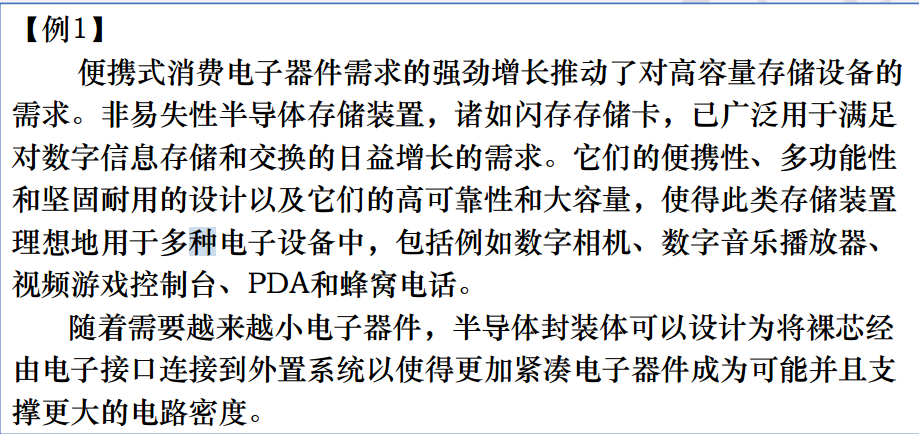 【例1】
便携式消费电子器件需求的强劲增长推动了对高容量存储设备的
需求。非易失性半导体存储装置，诸如闪存存储卡，已广泛用于满足
对数字信息存储和交换的日益增长的需求。它们的便携性、多功能性
和坚固耐用的设计以及它们的高可靠性和大容量，使得此类存储装置
理想地用于多种电子设备中，包括例如数字相机、数字音乐播放器、
视频游戏控制台、PDA和蜂窝电话。
随着需要越来越小电子器件，半导体封装体可以设计为将裸芯经
由电子接口连接到外置系统以使得更加紧凑电子器件成为可能并且支
撑更大的电路密度。